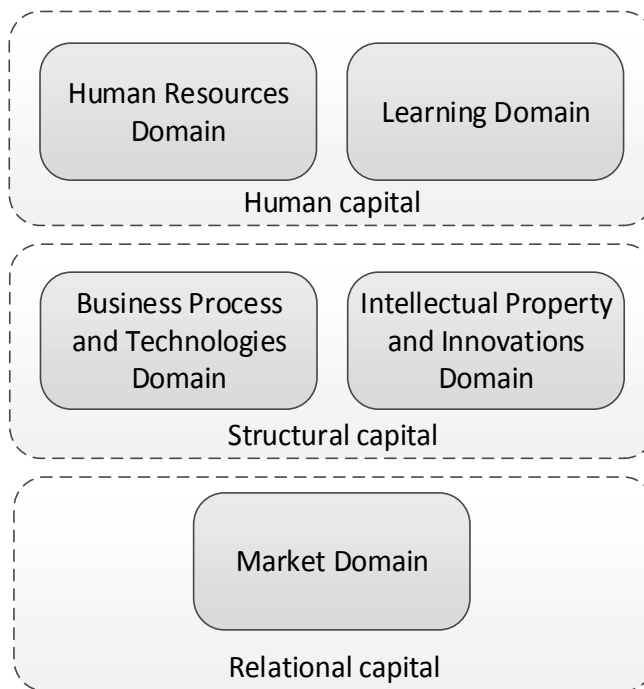 Human Resources
Domain
Learning Domain
Human capital
Business Process
and Technologies
Domain
Intellectual Property
and Innovations
Domain
Structural capital
Market Domain
Relational capital